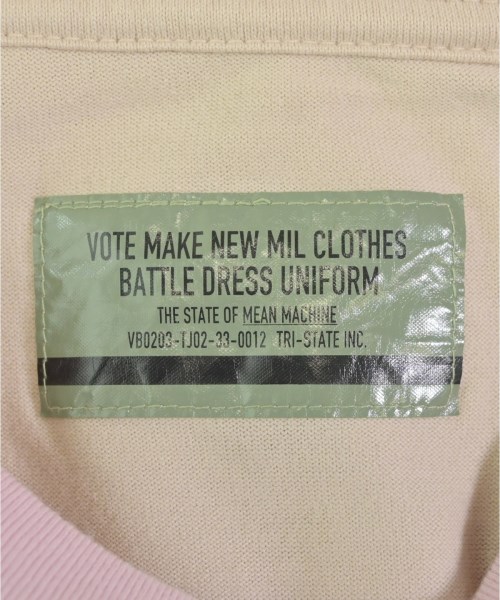 VOTE MAKE NEW MIL CLOTHES
BATTLE DRESS UNIFORM
THE STATE OF MEAN MACHINE
VB0203-TJ02-33-0012 TRI-STATE INC.